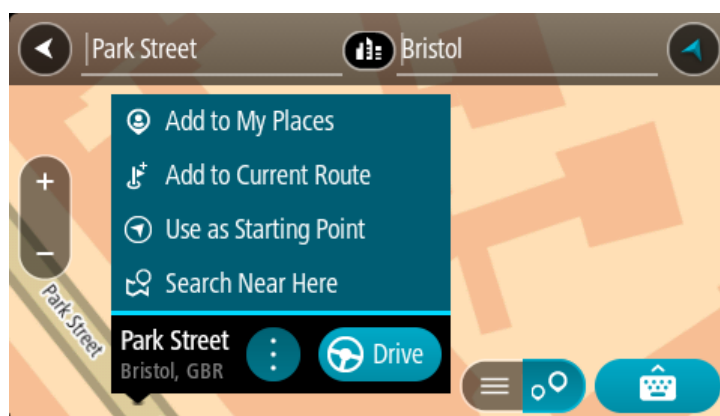 Park Street
Bristol
Add to My Places
Add to Current Route
Use as Starting Point
Search Near Here
Park Street
Park Street
Bristol, GBR
Drive